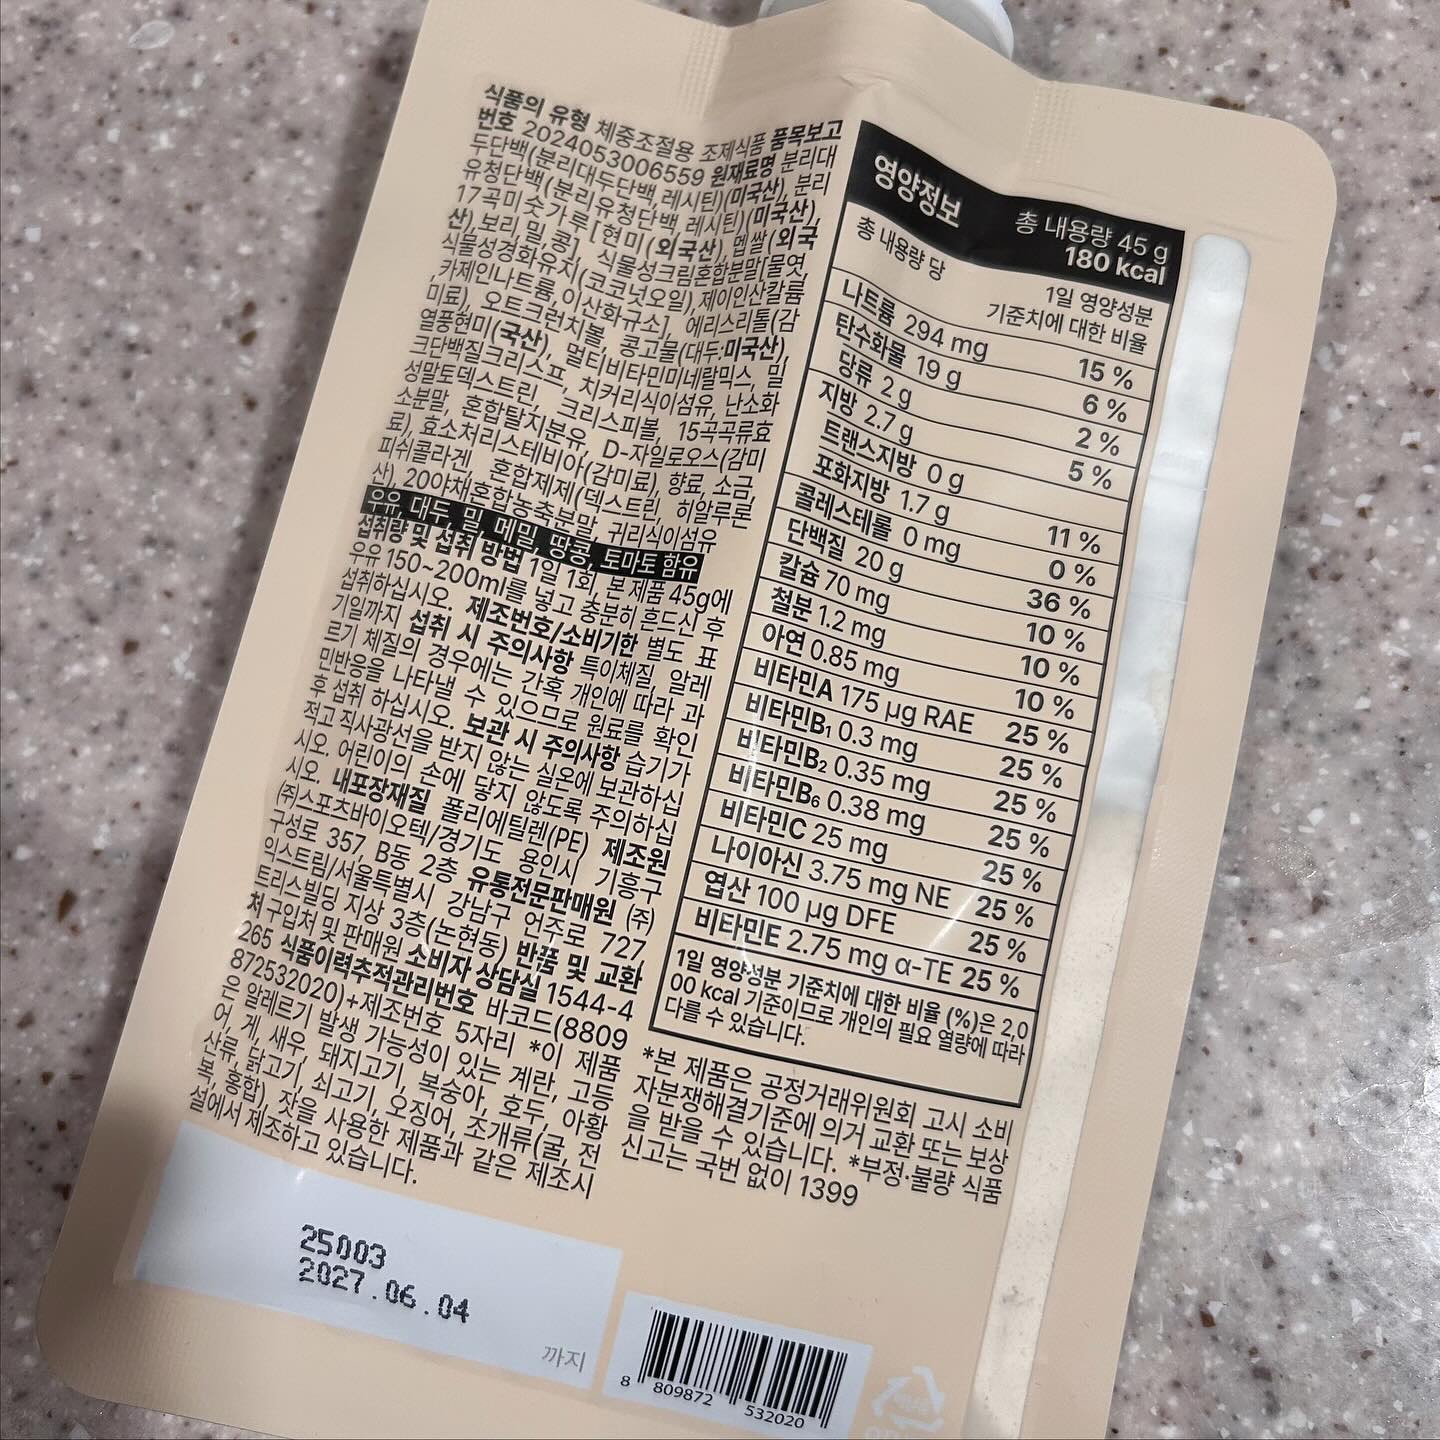 식품의 유형 체중조절용 조제식품 품목보고
번호 2024053006559 원재료명 분리대
두단백(분리대두단백, 레시틴)(미국산), 분리
유청단백(분리유청단백, 레시틴)(미국산),
17곡미숫가루[현미(외국산), 멥쌀(외국
산), 보리, 밀, 콩], 식물성크림혼합분말[물엿,
식물성경화유지(코코넛오일), 제이인산칼륨
, 카제인나트륨, 이산화규소], 에리스리톨(감
미료), 오트크런치볼, 콩고물(대두:미국산),
열풍현미(국산), 멀티비타민미네랄믹스, 밀
크단백질크리스프, 치커리식이섬유, 난소화
성말토덱스트린, 크리스피볼, 15곡곡류효
소분말, 혼합탈지분유, D-자일로오스(감미
료), 효소처리스테비아(감미료), 향료, 소금,
피쉬콜라겐, 혼합제제(덱스트린, 히알루론
산), 20야채혼합농축분말, 귀리식이섬유
우유, 대두, 밀, 메밀, 땅콩, 토마토 함유
섭취량 및 섭취 방법 1일 1회, 본 제품 45g에
우유 150~200ml를 넣고 충분히 흔드신 후
섭취하십시오. 제조번호/소비기한 별도 표
기일까지 섭취 시 주의사항 특이체질, 알레
르기 체질의 경우에는 간혹 개인에 따라 과
민반응을 나타낼 수 있으므로 원료를 확인
후 섭취 하십시오. 보관 시 주의사항 습기가
적고 직사광선을 받지 않는 실온에 보관하십
시오. 어린이의 손에 닿지 않도록 주의하십
시오. 내포장재질 폴리에틸렌(PE) 제조원
(주)스포츠바이오텍/경기도 용인시 기흥구
구성로 357, B동 2층 유통전문판매원 (주)
익스트림/서울특별시 강남구 언주로 727
트리스빌딩 지상 3층(논현동) 반품 및 교환
처 구입처 및 판매원 소비자 상담실 1544-4
265 식품이력추적관리번호 바코드(8809
872532020)+제조번호 5자리 *이 제품
은 알레르기 발생 가능성이 있는 계란, 고등
어, 게, 새우, 돼지고기, 복숭아, 호두, 아황
산류, 닭고기, 쇠고기, 오징어, 조개류(굴, 전
복, 홍합), 잣을 사용한 제품과 같은 제조시
설에서 제조하고 있습니다.
영양정보
총 내용량 45 g
180 kcal
총 내용량 당
1일 영양성분
기준치에 대한 비율
나트륨 294 mg 15 %
탄수화물 19 g 6 %
당류 2 g 2 %
지방 2.7 g 5 %
트랜스지방 0 g
포화지방 1.7 g 11 %
콜레스테롤 0 mg 0 %
단백질 20 g 36 %
칼슘 70 mg 10 %
철분 1.2 mg 10 %
아연 0.85 mg 10 %
비타민A 175 μg RAE 25 %
비타민B₁ 0.3 mg 25 %
비타민B₂ 0.35 mg 25 %
비타민B₆ 0.38 mg 25 %
비타민C 25 mg 25 %
나이아신 3.75 mg NE 25 %
엽산 100 μg DFE 25 %
비타민E 2.75 mg α-TE 25 %
1일 영양성분 기준치에 대한 비율 (%)은 2,0
00 kcal 기준이므로 개인의 필요 열량에 따라
다를 수 있습니다.
*본 제품은 공정거래위원회 고시 소비
자분쟁해결기준에 의거 교환 또는 보상
을 받을 수 있습니다. *부정·불량 식품
신고는 국번 없이 1399
25003
2027.06.04
까지
8 809872 532020